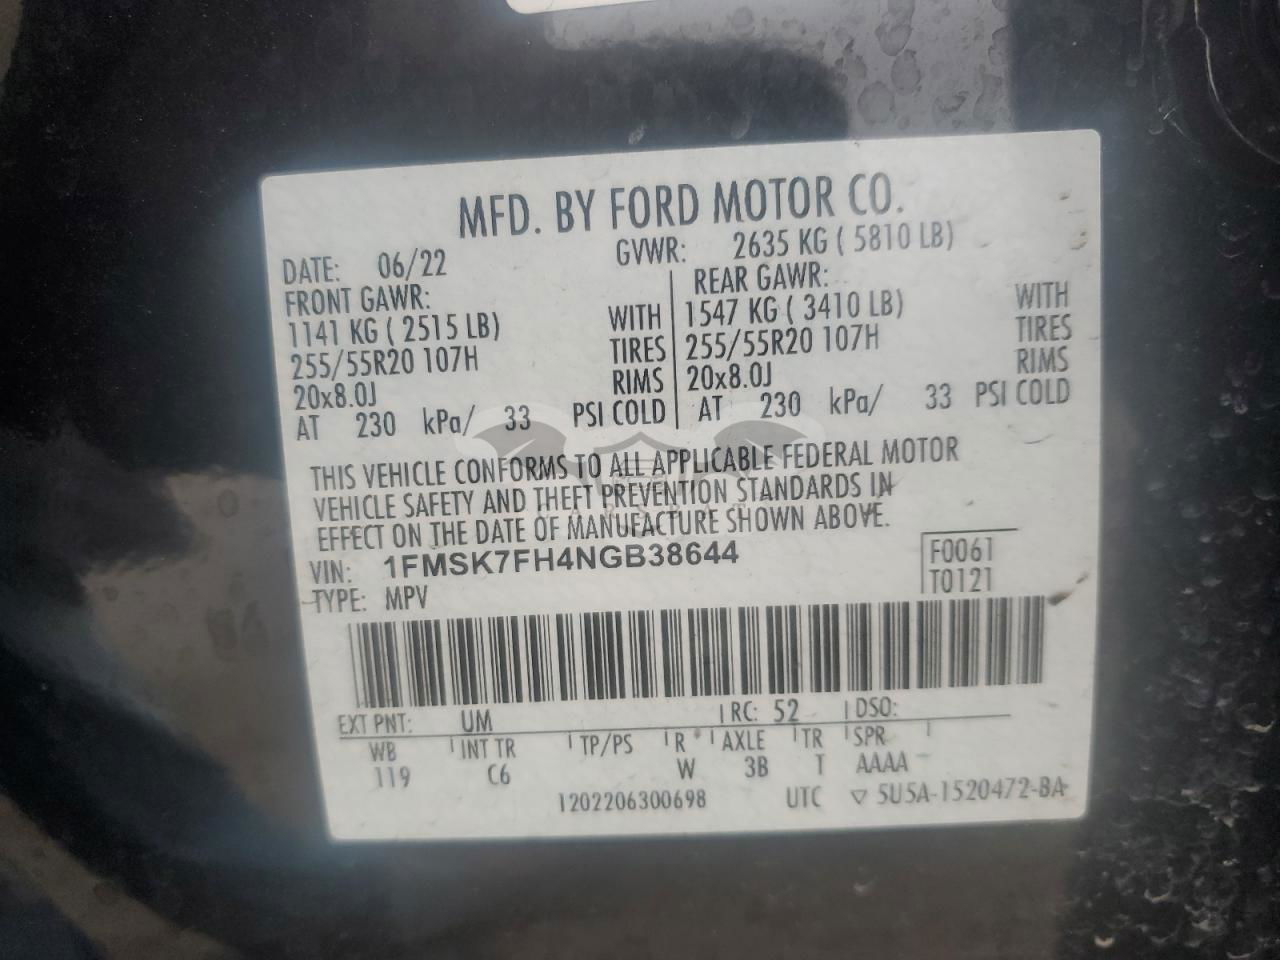 MFD. BY FORD MOTOR CO.
DATE: 06/22 GVWR: 2635 KG ( 5810 LB)
FRONT GAWR: REAR GAWR:
1141 KG ( 2515 LB) WITH 1547 KG ( 3410 LB) WITH
255/55R20 107H TIRES 255/55R20 107H TIRES
20x8.0J RIMS 20x8.0J RIMS
AT 230 kPa/ 33 PSI COLD AT 230 kPa/ 33 PSI COLD
THIS VEHICLE CONFORMS TO ALL APPLICABLE FEDERAL MOTOR
VEHICLE SAFETY AND THEFT PREVENTION STANDARDS IN
EFFECT ON THE DATE OF MANUFACTURE SHOWN ABOVE.
VIN: 1FMSK7FH4NGB38644 F0061
TYPE: MPV T0121
EXT PNT: UM RC: 52 DSO:
WB INT TR TP/PS R AXLE TR SPR
119 C6 W 3B T AAAA
1202206300698 UTC ▽ 5U5A-1520472-BA